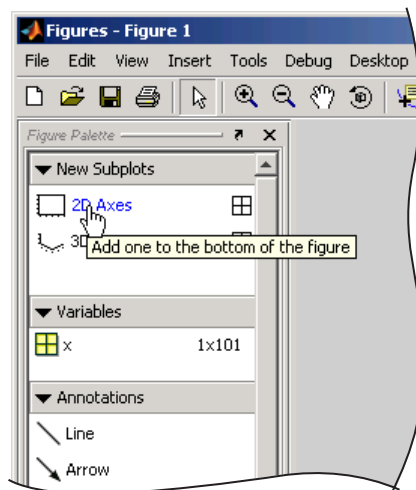 Figures - Figure 1
File Edit View Insert Tools Debug Desktop
Figure Palette
New Subplots
2D Axes
3D
Add one to the bottom of the figure
Variables
x 1x101
Annotations
Line
Arrow